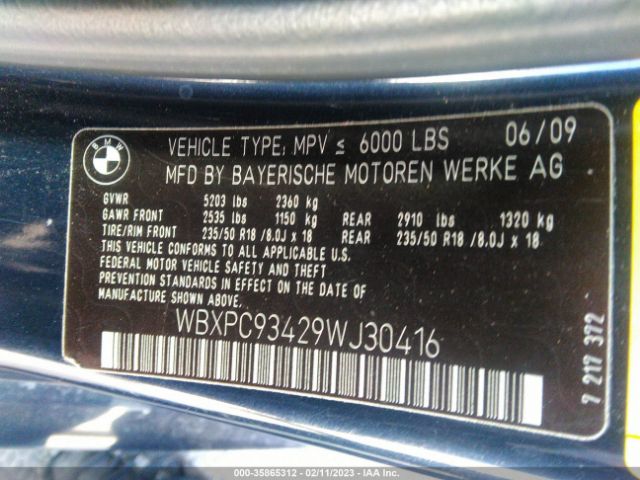 BMW
VEHICLE TYPE: MPV ≤ 6000 LBS 06/09
MFD BY BAYERISCHE MOTOREN WERKE AG
GVWR 5203 lbs 2360 kg
GAWR FRONT 2535 lbs 1150 kg REAR 2910 lbs 1320 kg
TIRE/RIM FRONT 235/50 R18 /8.0J x 18 REAR 235/50 R18 /8.0J x 18
THIS VEHICLE CONFORMS TO ALL APPLICABLE U.S.
FEDERAL MOTOR VEHICLE SAFETY AND THEFT
PREVENTION STANDARDS IN EFFECT ON THE DATE
OF MANUFACTURE SHOWN ABOVE.
WBXPC93429WJ30416
7 217 372
000-35865312 - 02/11/2023 - IAA Inc.